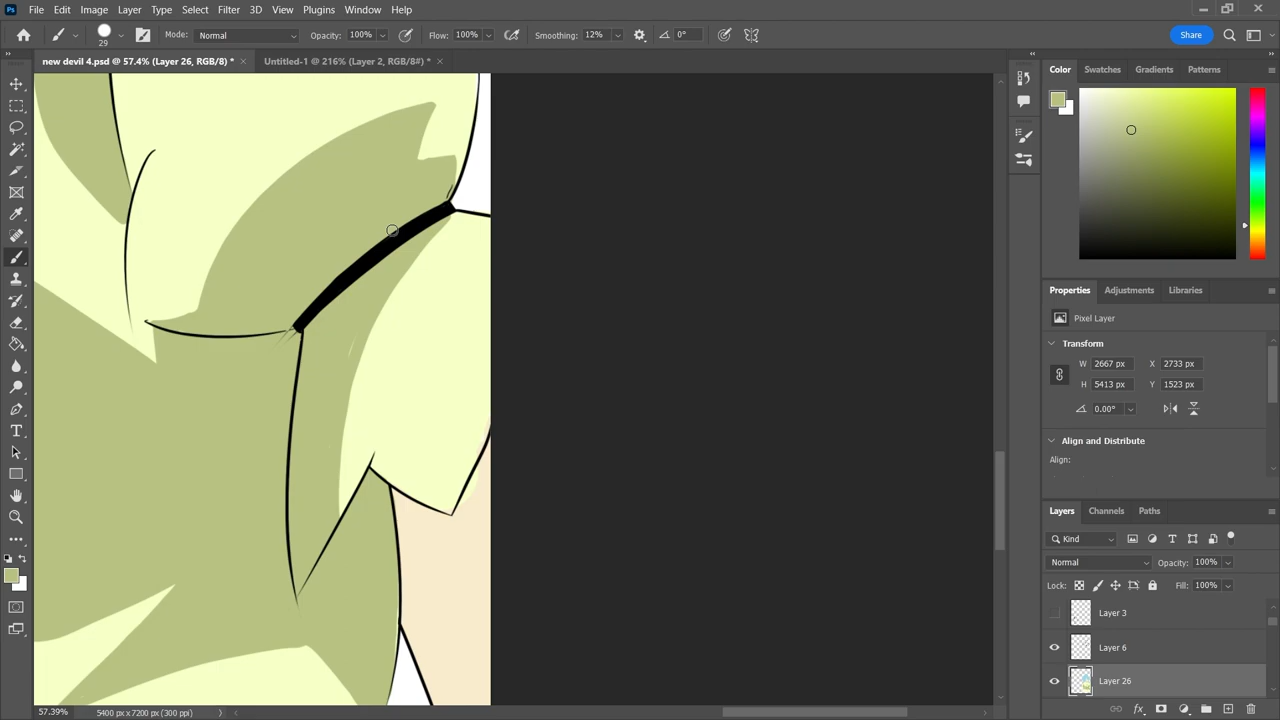 Ps File Edit Image Layer Type Select Filter 3D View Plugins Window Help
29 Mode: Normal Opacity: 100% Flow: 100% Smoothing: 12% 0° Share
new devil 4.psd @ 57.4% (Layer 26, RGB/8) * Untitled-1 @ 216% (Layer 2, RGB/8#) *
Color Swatches Gradients Patterns
Properties Adjustments Libraries
Pixel Layer
Transform
W 2667 px X 2733 px
H 5413 px Y 1523 px
0.00°
Align and Distribute
Align:
Layers Channels Paths
Kind
Normal Opacity: 100%
Lock: Fill: 100%
Layer 3
Layer 6
Layer 26
57.39% 5400 px x 7200 px (300 ppi)